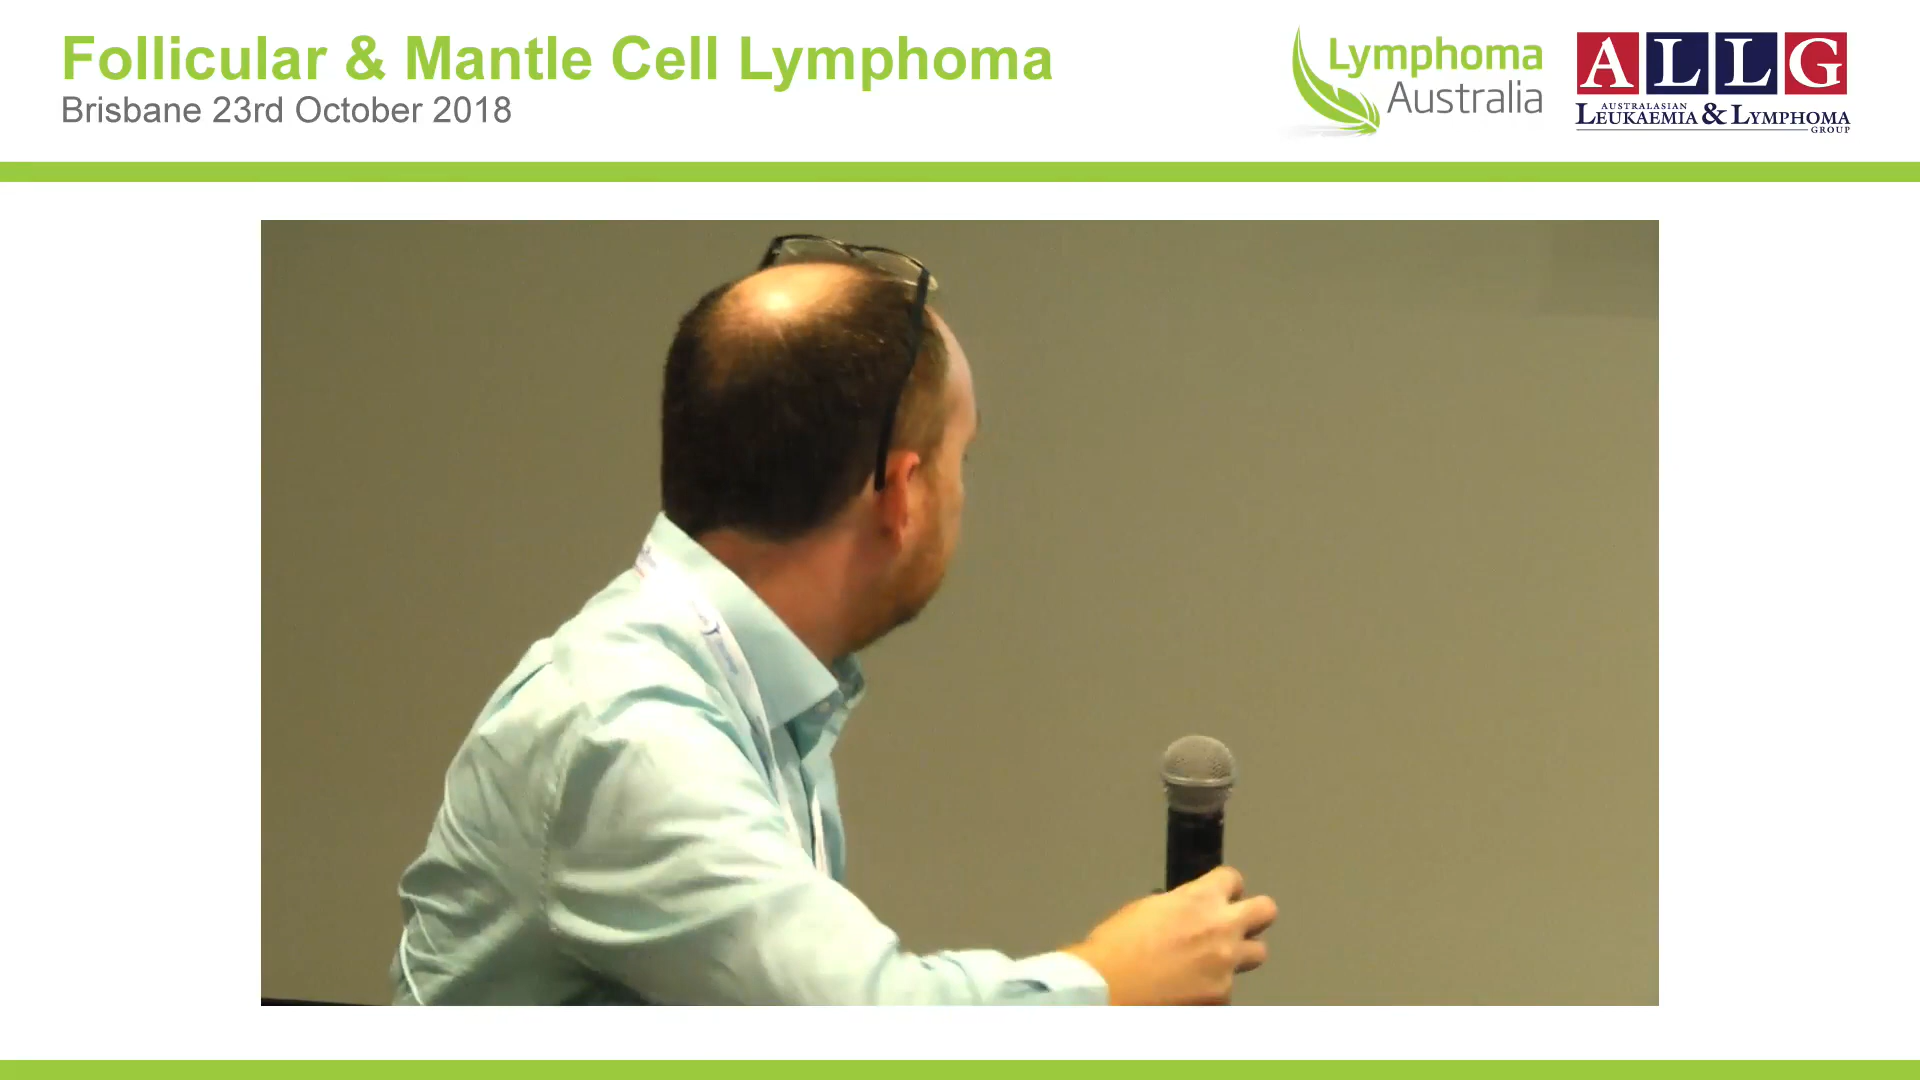 Follicular & Mantle Cell Lymphoma
Brisbane 23rd October 2018
Lymphoma
Australia
ALLG
AUSTRALASIAN
LEUKAEMIA & LYMPHOMA
GROUP